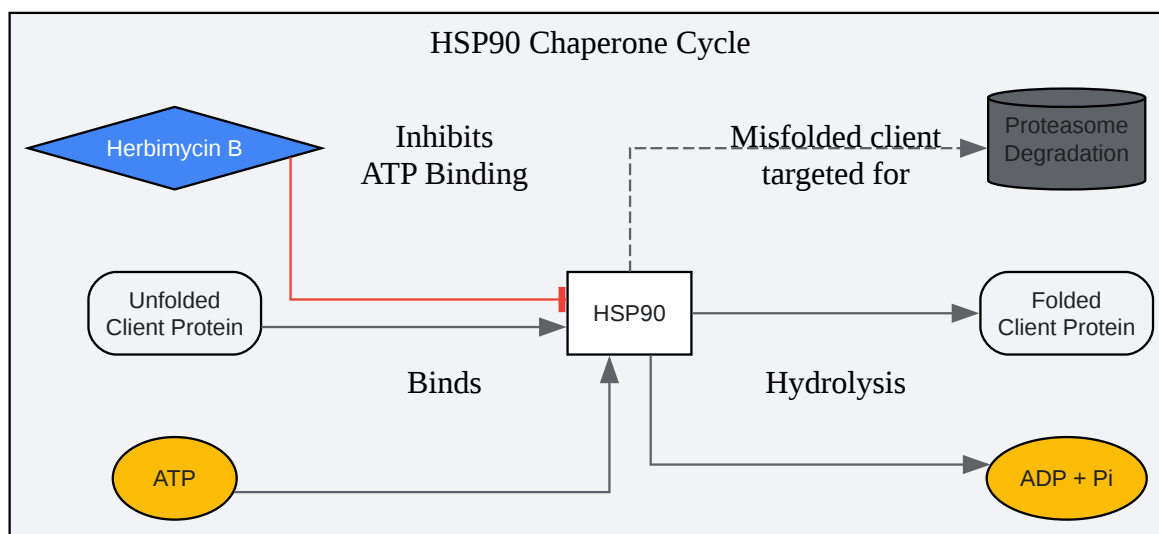 HSP90 Chaperone Cycle
Herbimycin B
Inhibits
ATP Binding
Misfolded client
targeted for
Proteasome
Degradation
Unfolded
Client Protein
HSP90
Folded
Client Protein
Binds
Hydrolysis
ATP
ADP + Pi